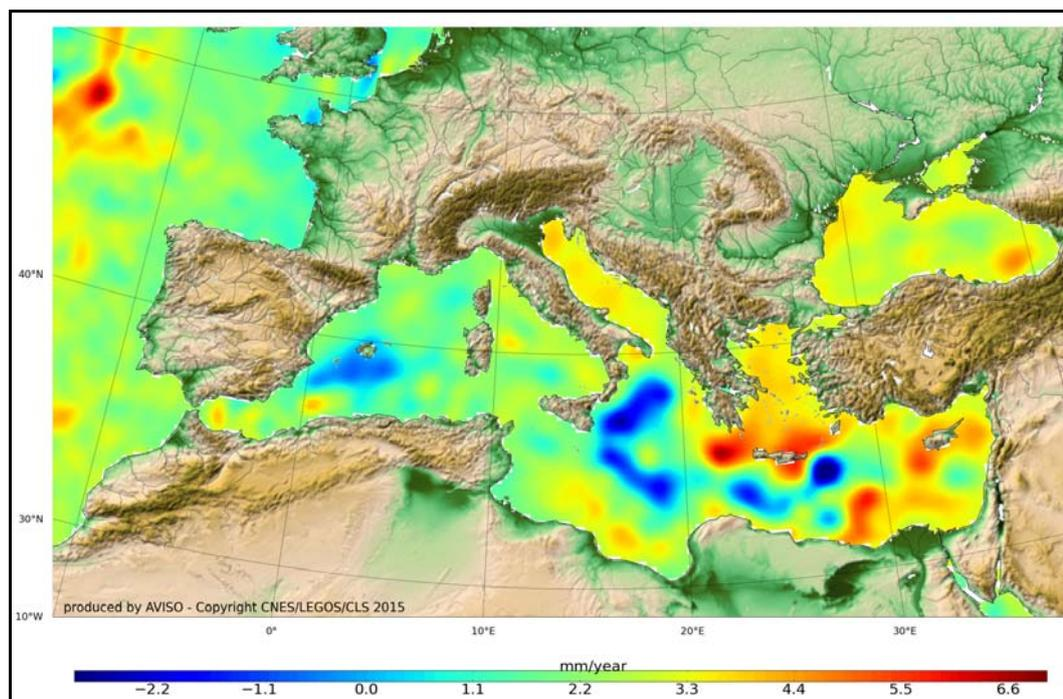 40°N
30°N
produced by AVISO - Copyright CNES/LEGOS/CLS 2015
10°W
0° 10°E 20°E 30°E
mm/year
−2.2 −1.1 0.0 1.1 2.2 3.3 4.4 5.5 6.6